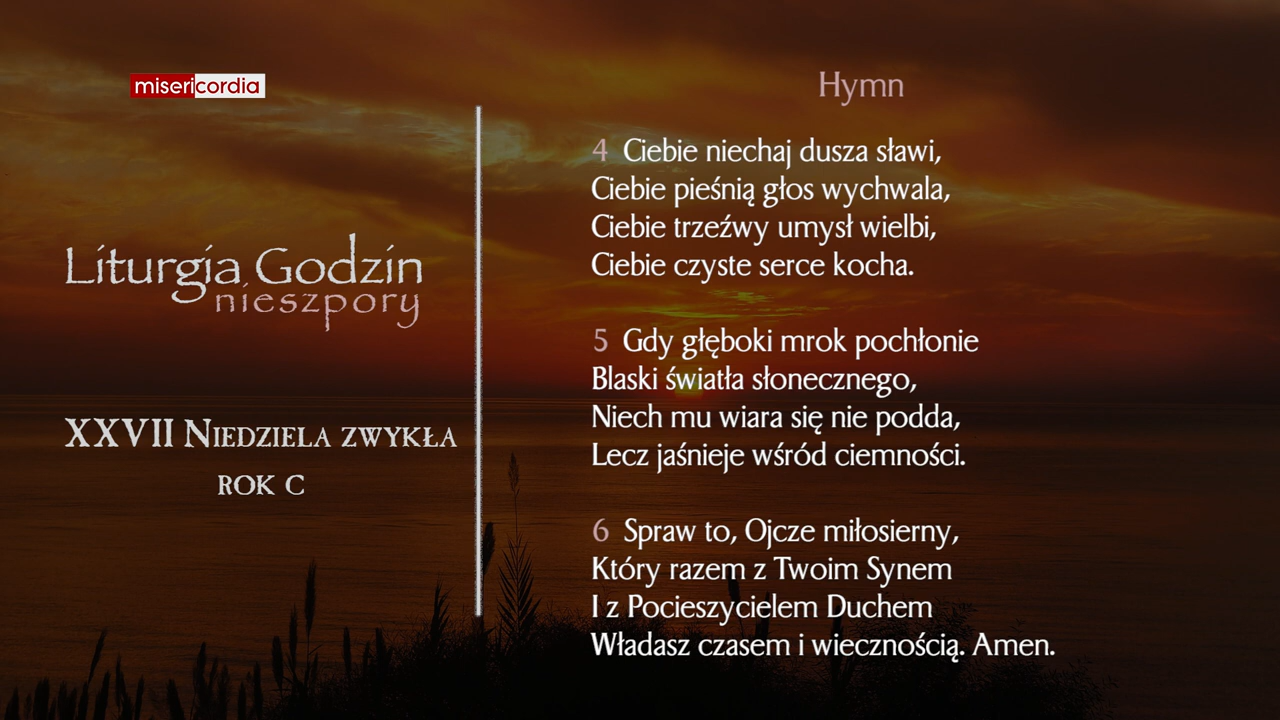 misericordia
Liturgia Godzin
nieszpory
XXVII Niedziela zwykła
rok C
Hymn
4 Ciebie niechaj dusza sławi,
Ciebie pieśnią głos wychwala,
Ciebie trzeźwy umysł wielbi,
Ciebie czyste serce kocha.
5 Gdy głęboki mrok pochłonie
Blaski światła słonecznego,
Niech mu wiara się nie podda,
Lecz jaśnieje wśród ciemności.
6 Spraw to, Ojcze miłosierny,
Który razem z Twoim Synem
I z Pocieszycielem Duchem
Władasz czasem i wiecznością. Amen.